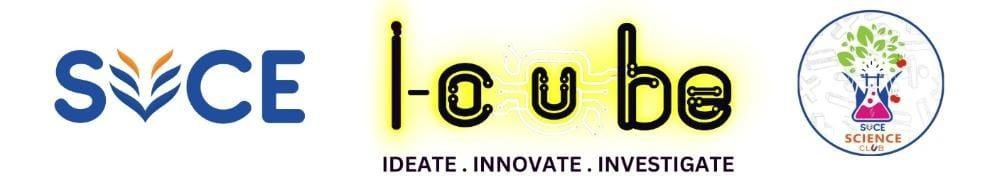 SVCE
i-cube
IDEATE . INNOVATE . INVESTIGATE
SVCE
SCIENCE
CLUB